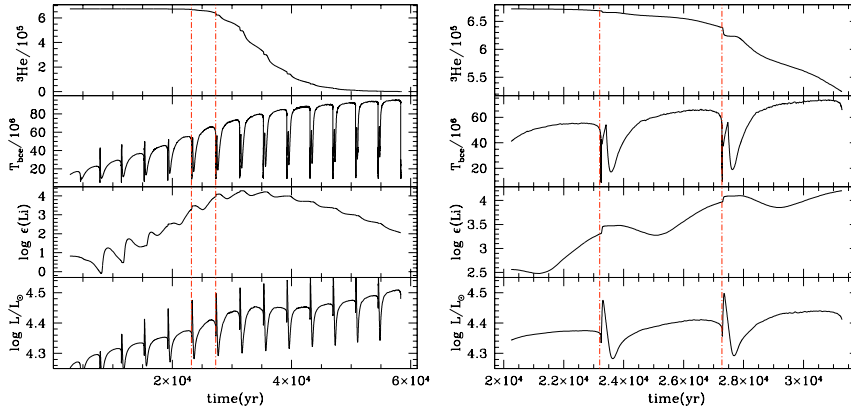 ³He/10⁵
6
4
2
0
T_bce/10⁶
80
60
40
20
log ε(Li)
4
3
2
1
0
log L/L⊙
4.5
4.4
4.3
2×10⁴ 4×10⁴ 6×10⁴
time(yr)
³He/10⁵
6.5
6
5.5
T_bce/10⁶
60
40
20
log ε(Li)
4
3.5
3
2.5
log L/L⊙
4.5
4.4
4.3
2×10⁴ 2.2×10⁴ 2.4×10⁴ 2.6×10⁴ 2.8×10⁴ 3×10⁴
time(yr)